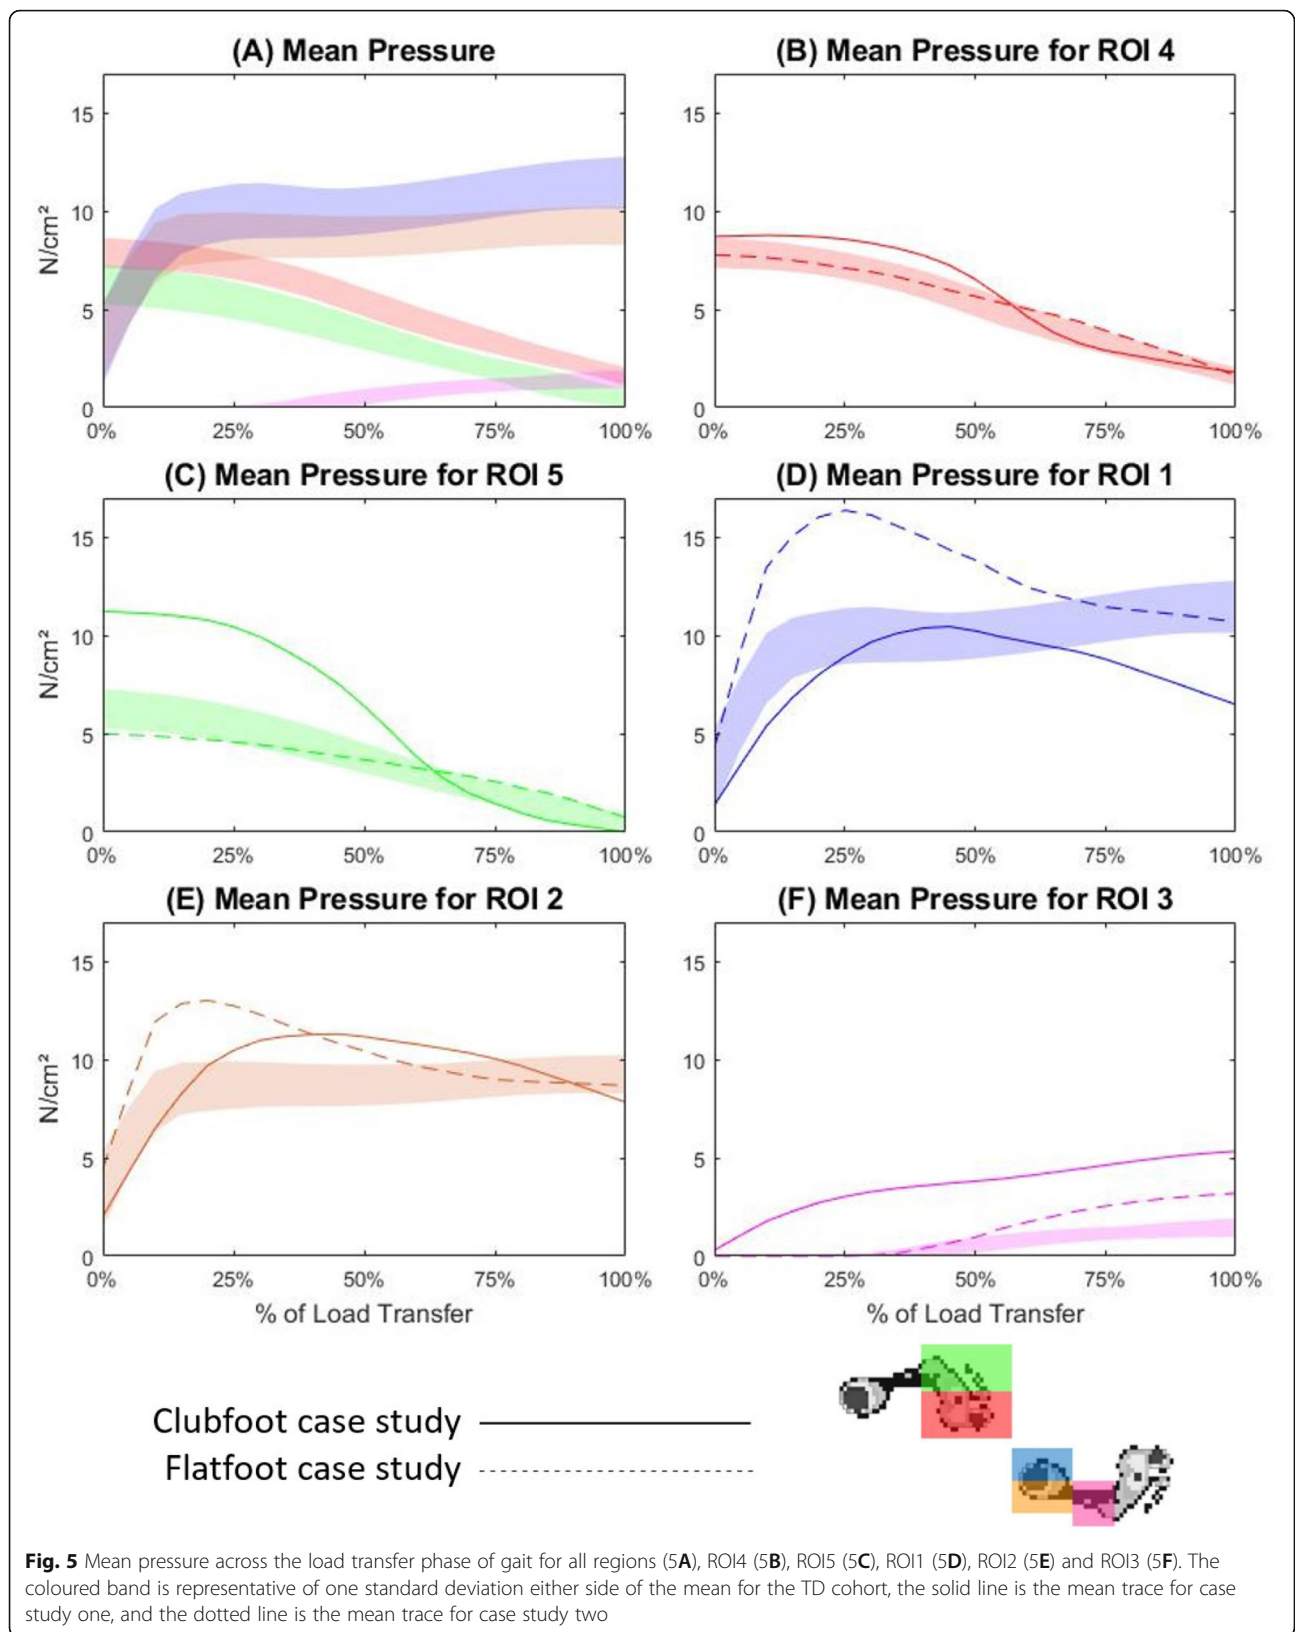 (A) Mean Pressure
(B) Mean Pressure for ROI 4
15
10
5
0
N/cm²
0% 25% 50% 75% 100%
15
10
5
0
0% 25% 50% 75% 100%
(C) Mean Pressure for ROI 5
(D) Mean Pressure for ROI 1
15
10
5
0
N/cm²
0% 25% 50% 75% 100%
15
10
5
0
0% 25% 50% 75% 100%
(E) Mean Pressure for ROI 2
(F) Mean Pressure for ROI 3
15
10
5
0
N/cm²
0% 25% 50% 75% 100%
% of Load Transfer
15
10
5
0
0% 25% 50% 75% 100%
% of Load Transfer
Clubfoot case study
Flatfoot case study
Fig. 5 Mean pressure across the load transfer phase of gait for all regions (5A), ROI4 (5B), ROI5 (5C), ROI1 (5D), ROI2 (5E) and ROI3 (5F). The
coloured band is representative of one standard deviation either side of the mean for the TD cohort, the solid line is the mean trace for case
study one, and the dotted line is the mean trace for case study two